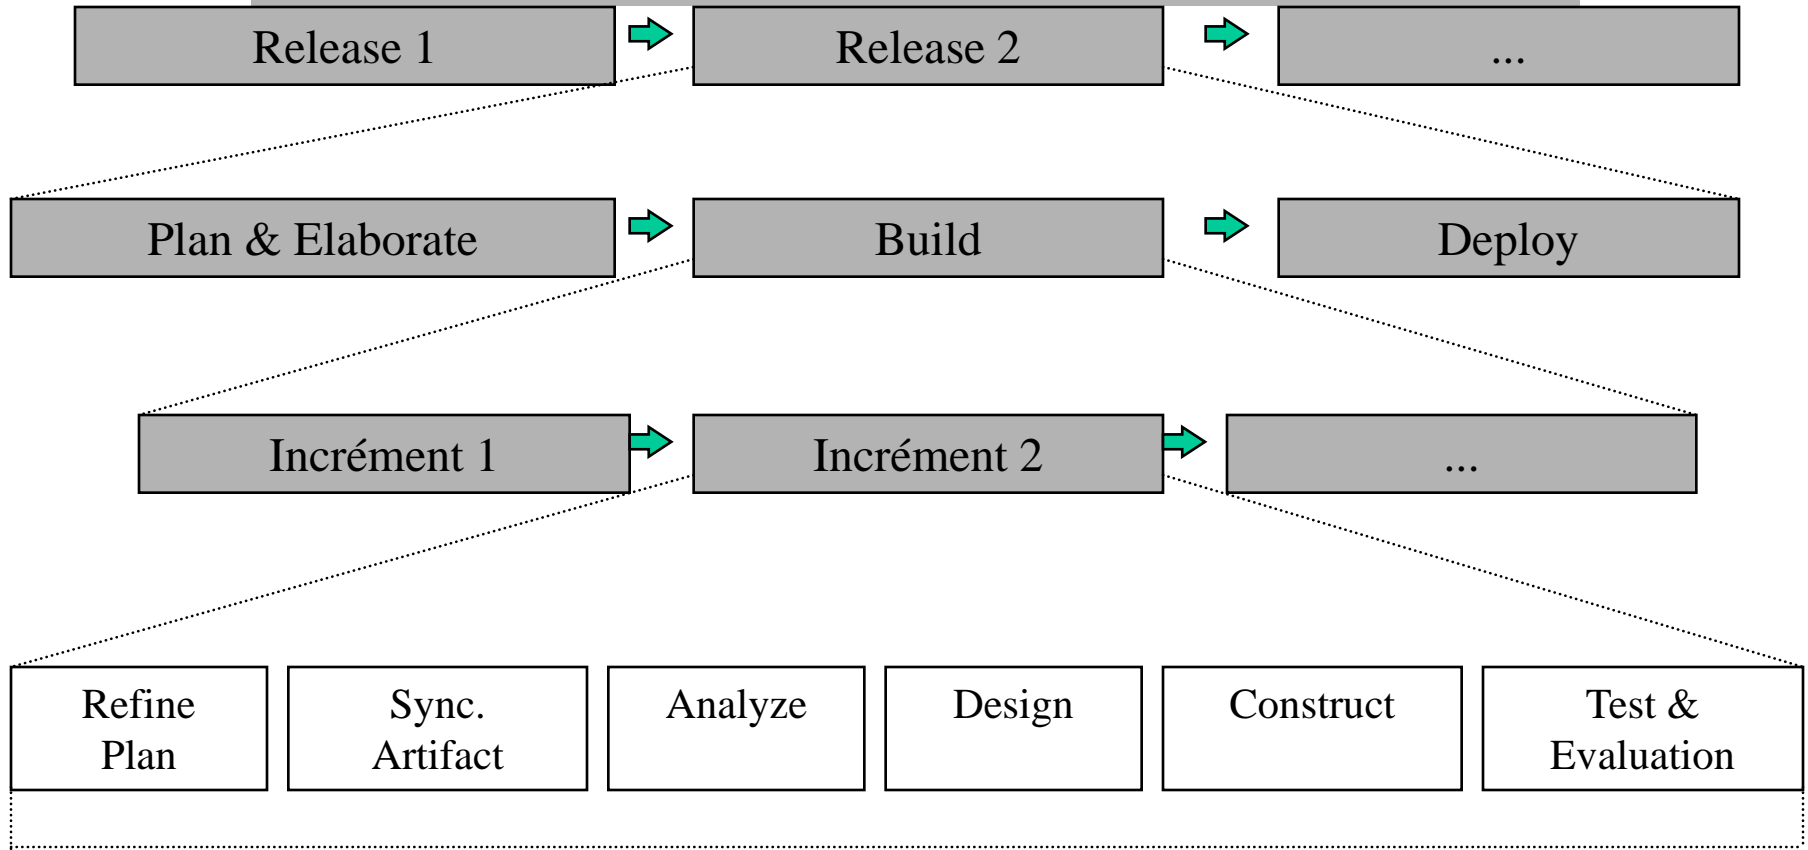 Release 1
Release 2
...
Plan & Elaborate
Build
Deploy
Incrément 1
Incrément 2
...
Refine
Plan
Sync.
Artifact
Analyze
Design
Construct
Test &
Evaluation